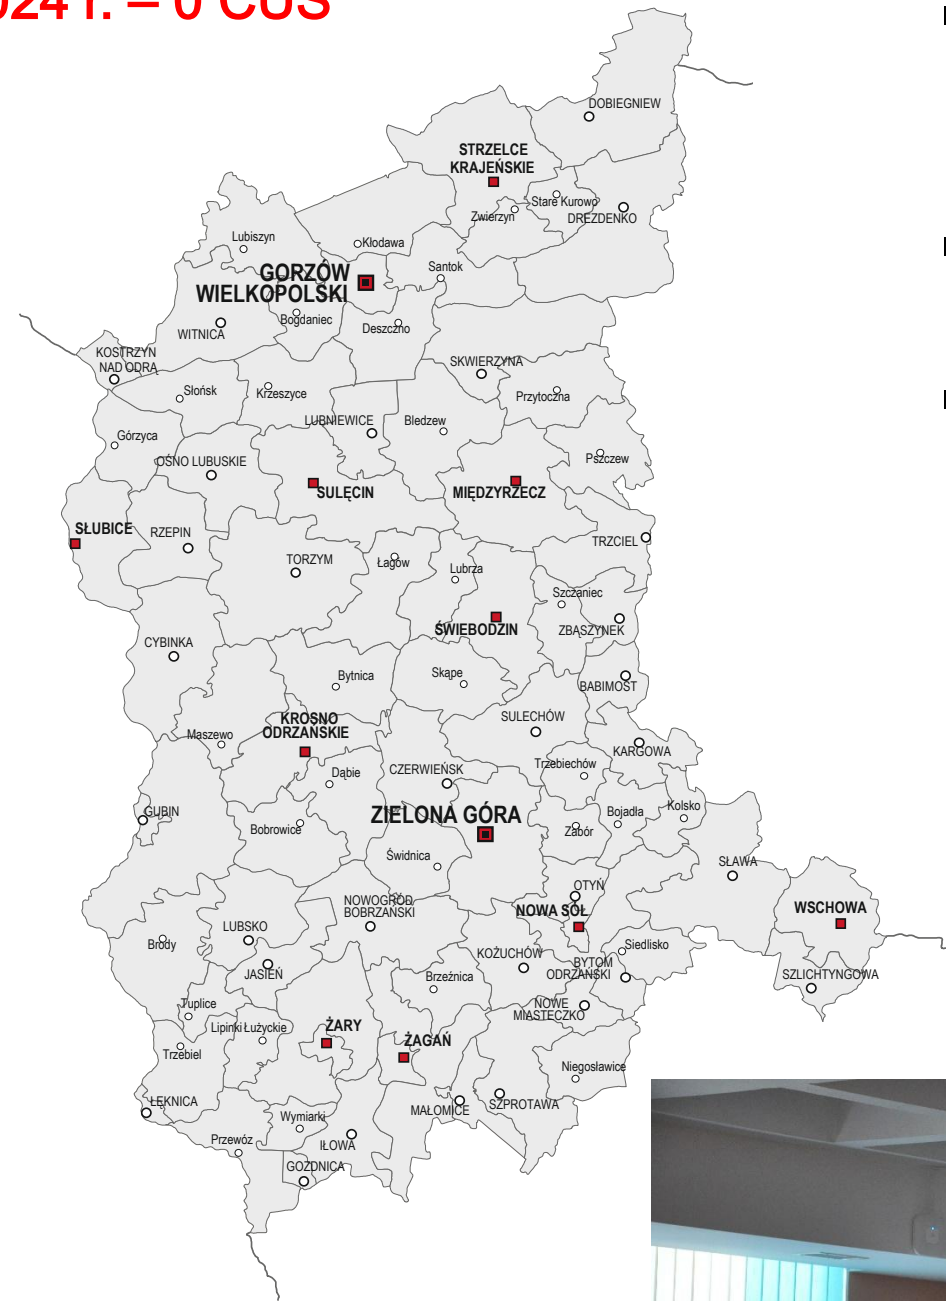 024 r. – 0 CUS
DOBIEGNIEW
STRZELCE
KRAJEŃSKIE
Stare Kurowo
Zwierzyn
DREZDENKO
Lubiszyn
Kłodawa
GORZÓW
WIELKOPOLSKI
Santok
Bogdaniec
Deszczno
WITNICA
KOSTRZYN
NAD ODRĄ
SKWIERZYNA
Słońsk
Krzeszyce
Przytoczna
LUBNIEWICE
Bledzew
Górzyca
OŚNO LUBUSKIE
Pszczew
SULĘCIN
MIĘDZYRZECZ
SŁUBICE
RZEPIN
TRZCIEL
TORZYM
Łagów
Lubrza
Szczaniec
ŚWIEBODZIN
ZBĄSZYNEK
CYBINKA
Bytnica
Skąpe
BABIMOST
KROSNO
ODRZAŃSKIE
SULECHÓW
Maszewo
KARGOWA
Dąbie
CZERWIEŃSK
Trzebiechów
GUBIN
ZIELONA GÓRA
Bobrowice
Zabór
Bojadła
Kolsko
Świdnica
SŁAWA
OTYŃ
NOWOGRÓD
BOBRZAŃSKI
NOWA SÓL
WSCHOWA
LUBSKO
Brody
Siedlisko
KOŻUCHÓW
BYTOM
ODRZAŃSKI
JASIEŃ
Brzeźnica
SZLICHTYNGOWA
Tuplice
NOWE
MIASTECZKO
Lipinki Łużyckie
ŻARY
ŻAGAŃ
Trzebiel
Niegosławice
ŁĘKNICA
MAŁOMICE
SZPROTAWA
Wymiarki
Przewóz
IŁOWA
GOZDNICA